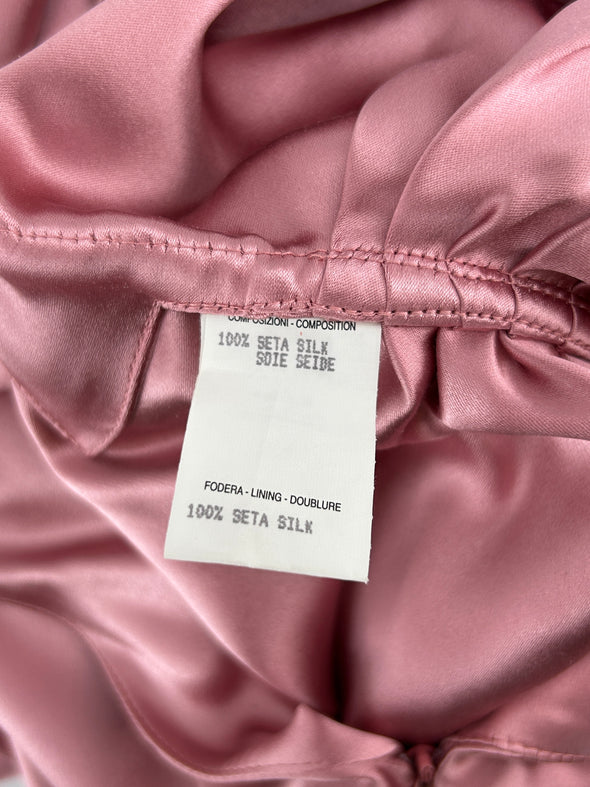 COMPOSIZIONI - COMPOSITION
100% SETA SILK
SOIE SEIDE
FODERA - LINING - DOUBLURE
100% SETA SILK